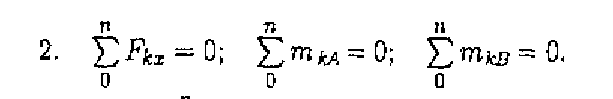 2. $\sum_{0}^{n} F_{kx} = 0; \quad \sum_{0}^{n} m_{kA} = 0; \quad \sum_{0}^{n} m_{kB} = 0.$